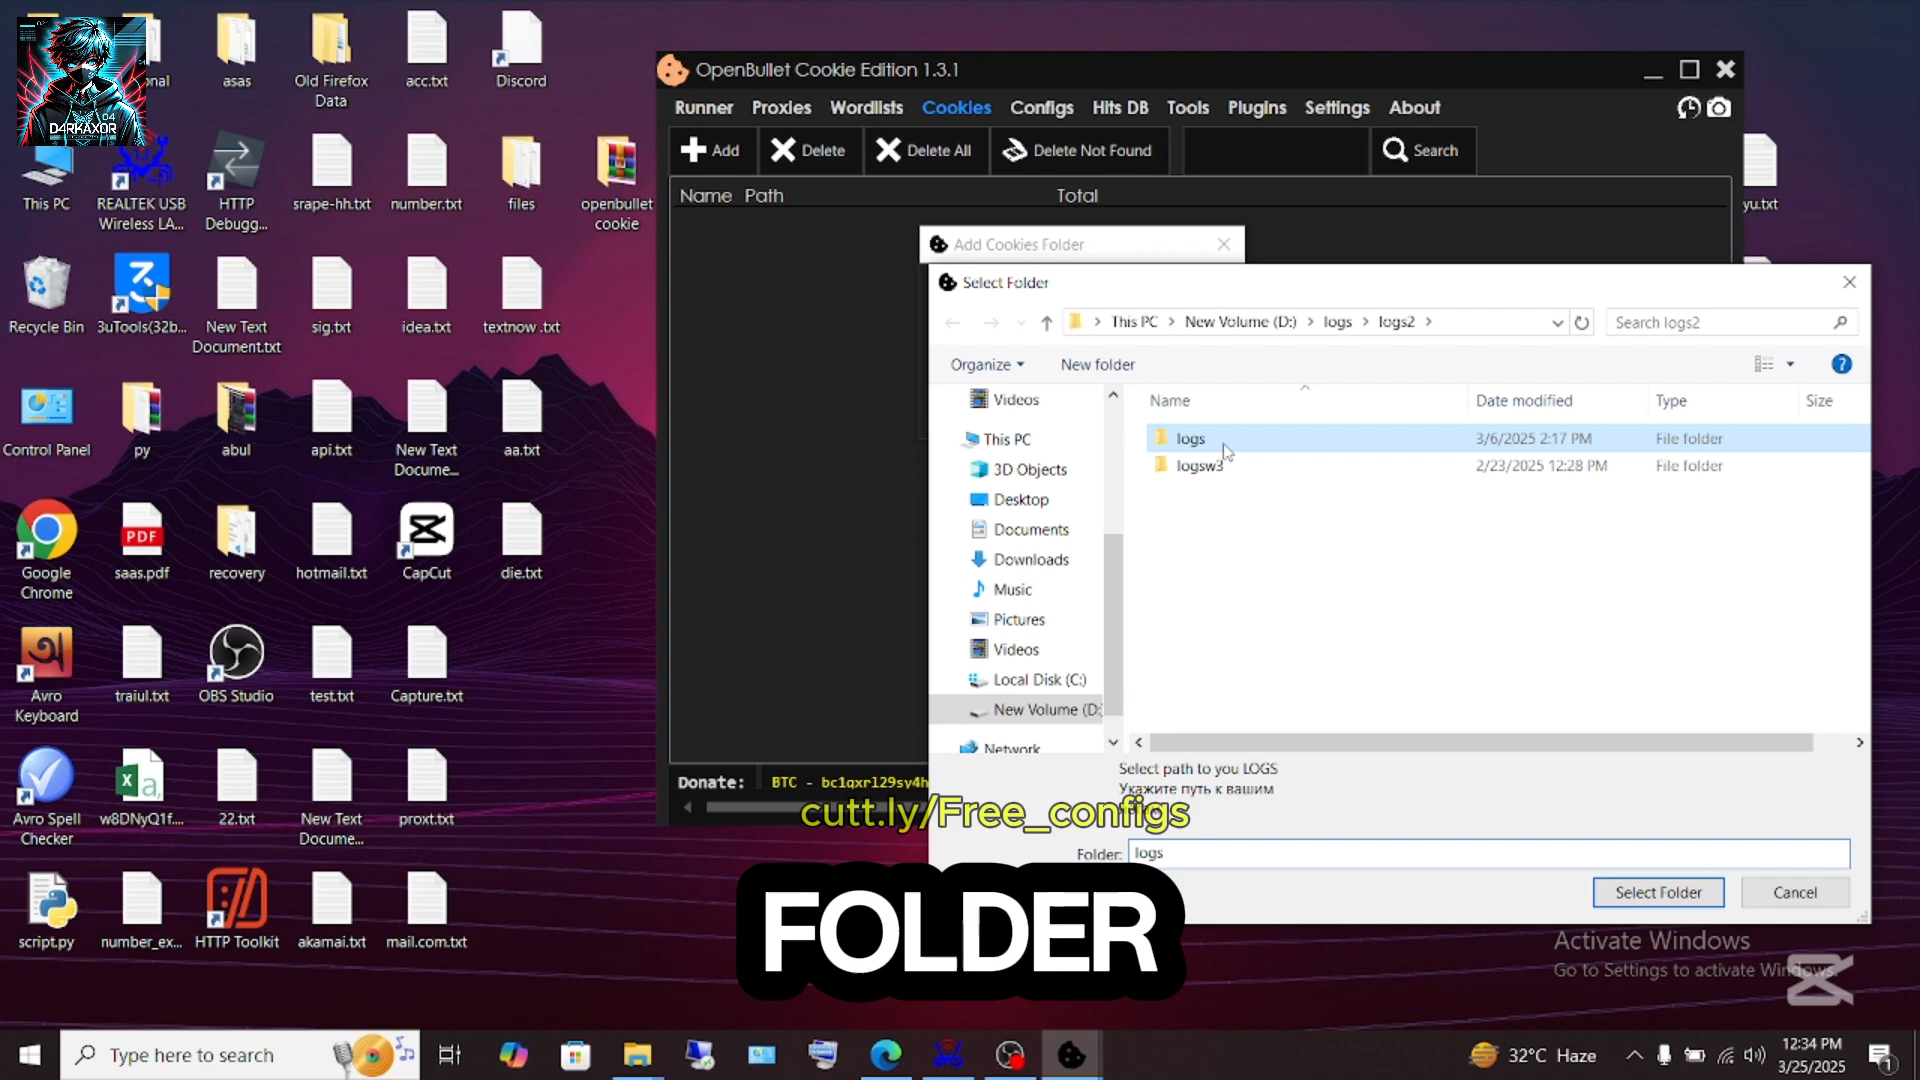 D4RKAXOR
04
onal
asas
Old Firefox
Data
acc.txt
Discord
This PC
REALTEK USB
Wireless LA...
HTTP
Debugg...
srape-hh.txt
number.txt
files
openbullet
cookie
Recycle Bin
3uTools(32b...
New Text
Document.txt
sig.txt
idea.txt
textnow .txt
Control Panel
py
abul
api.txt
New Text
Docume...
aa.txt
Google
Chrome
PDF
saas.pdf
recovery
hotmail.txt
CapCut
die.txt
Avro
Keyboard
traiul.txt
OBS Studio
test.txt
Capture.txt
Avro Spell
Checker
w8DNyQ1f....
22.txt
New Text
Docume...
proxt.txt
script.py
number_ex...
HTTP Toolkit
akamai.txt
mail.com.txt
yu.txt
OpenBullet Cookie Edition 1.3.1
Runner Proxies Wordlists Cookies Configs Hits DB Tools Plugins Settings About
Add Delete Delete All Delete Not Found Search
Name Path Total
Add Cookies Folder
Select Folder
This PC > New Volume (D:) > logs > logs2 >
Search logs2
Organize New folder
Name Date modified Type Size
logs 3/6/2025 2:17 PM File folder
logsw3 2/23/2025 12:28 PM File folder
Videos
This PC
3D Objects
Desktop
Documents
Downloads
Music
Pictures
Videos
Local Disk (C:)
New Volume (D:
Network
Select path to you LOGS
Укажите путь к вашим
Donate: BTC - bc1qxrl29sy4h
cutt.ly/Free_configs
Folder: logs
Select Folder Cancel
FOLDER
Activate Windows
Go to Settings to activate Windows.
Type here to search
32°C Haze
12:34 PM
3/25/2025
1